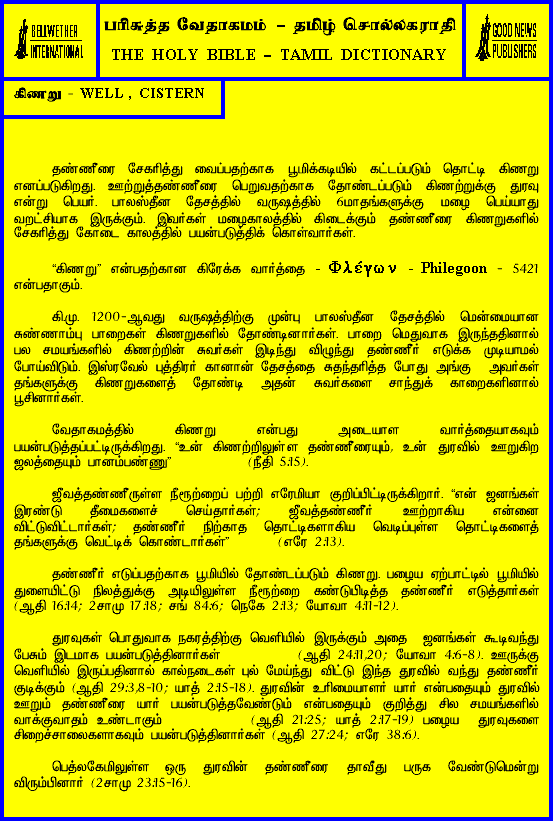 BELLWETHER
INTERNATIONAL
பரிசுத்த வேதாகமம் – தமிழ் சொல்லகராதி
THE HOLY BIBLE – TAMIL DICTIONARY
GOOD NEWS
PUBLISHERS
கிணறு - WELL , CISTERN
தண்ணீரை சேகரித்து வைப்பதற்காக பூமிக்கடியில் கட்டப்படும் தொட்டி கிணறு
எனப்படுகிறது. ஊற்றுத்தண்ணீரை பெறுவதற்காக தோண்டப்படும் கிணற்றுக்கு துரவு
என்று பெயர். பாலஸ்தீன தேசத்தில் வருஷத்தில் 6மாதங்களுக்கு மழை பெய்யாது
வறட்சியாக இருக்கும். இவர்கள் மழைகாலத்தில் கிடைக்கும் தண்ணீரை கிணறுகளில்
சேகரித்து கோடை காலத்தில் பயன்படுத்திக் கொள்வார்கள்.
“கிணறு” என்பதற்கான கிரேக்க வார்த்தை - Φλέγων - Philegoon - 5421
என்பதாகும்.
கி.மு. 1200-ஆவது வருஷத்திற்கு முன்பு பாலஸ்தீன தேசத்தில் மென்மையான
சுண்ணாம்பு பாறைகள் கிணறுகளில் தோண்டினார்கள். பாறை மெதுவாக இருந்ததினால்
பல சமயங்களில் கிணற்றின் சுவர்கள் இடிந்து விழுந்து தண்ணீர் எடுக்க முடியாமல்
போய்விடும். இஸ்ரவேல் புத்திரர் கானான் தேசத்தை சுதந்தரித்த போது அங்கு அவர்கள்
தங்களுக்கு கிணறுகளைத் தோண்டி அதன் சுவர்களை சாந்துக் காறைகளினால்
பூசினார்கள்.
வேதாகமத்தில் கிணறு என்பது அடையாள வார்த்தையாகவும்
பயன்படுத்தப்பட்டிருக்கிறது. “உன் கிணற்றிலுள்ள தண்ணீரையும், உன் துரவில் ஊறுகிற
ஜலத்தையும் பானம்பண்ணு” (நீதி 5:15).
ஜீவத்தண்ணீருள்ள நீரூற்றைப் பற்றி எரேமியா குறிப்பிட்டிருக்கிறார். “என் ஜனங்கள்
இரண்டு தீமைகளைச் செய்தார்கள்; ஜீவத்தண்ணீர் ஊற்றாகிய என்னை
விட்டுவிட்டார்கள்; தண்ணீர் நிற்காத தொட்டிகளாகிய வெடிப்புள்ள தொட்டிகளைத்
தங்களுக்கு வெட்டிக் கொண்டார்கள்” (எரே 2:13).
தண்ணீர் எடுப்பதற்காக பூமியில் தோண்டப்படும் கிணறு. பழைய ஏற்பாட்டில் பூமியில்
துளையிட்டு நிலத்துக்கு அடியிலுள்ள நீரூற்றை கண்டுபிடித்த தண்ணீர் எடுத்தார்கள்
(ஆதி 16:14; 2சாமு 17:18; சங் 84:6; நெகே 2:13; யோவா 4:11-12).
துரவுகள் பொதுவாக நகரத்திற்கு வெளியில் இருக்கும் அதை ஜனங்கள் கூடிவந்து
பேசும் இடமாக பயன்படுத்தினார்கள் (ஆதி 24:11,20; யோவா 4:6-8). ஊருக்கு
வெளியில் இருப்பதினால் கால்நடைகள் புல் மேய்ந்து விட்டு இந்த துரவில் வந்து தண்ணீர்
குடிக்கும் (ஆதி 29:3,8-10; யாத் 2:15-18). துரவின் உரிமையாளர் யார் என்பதையும் துரவில்
ஊறும் தண்ணீரை யார் பயன்படுத்தவேண்டும் என்பதையும் குறித்து சில சமயங்களில்
வாக்குவாதம் உண்டாகும் (ஆதி 21:25; யாத் 2:17-19) பழைய துரவுகளை
சிறைச்சாலைகளாகவும் பயன்படுத்தினார்கள் (ஆதி 27:24; எரே 38:6).
பெத்லகேமிலுள்ள ஒரு துரவின் தண்ணீரை தாவீது பருக வேண்டுமென்று
விரும்பினார் (2சாமு 23:15-16).